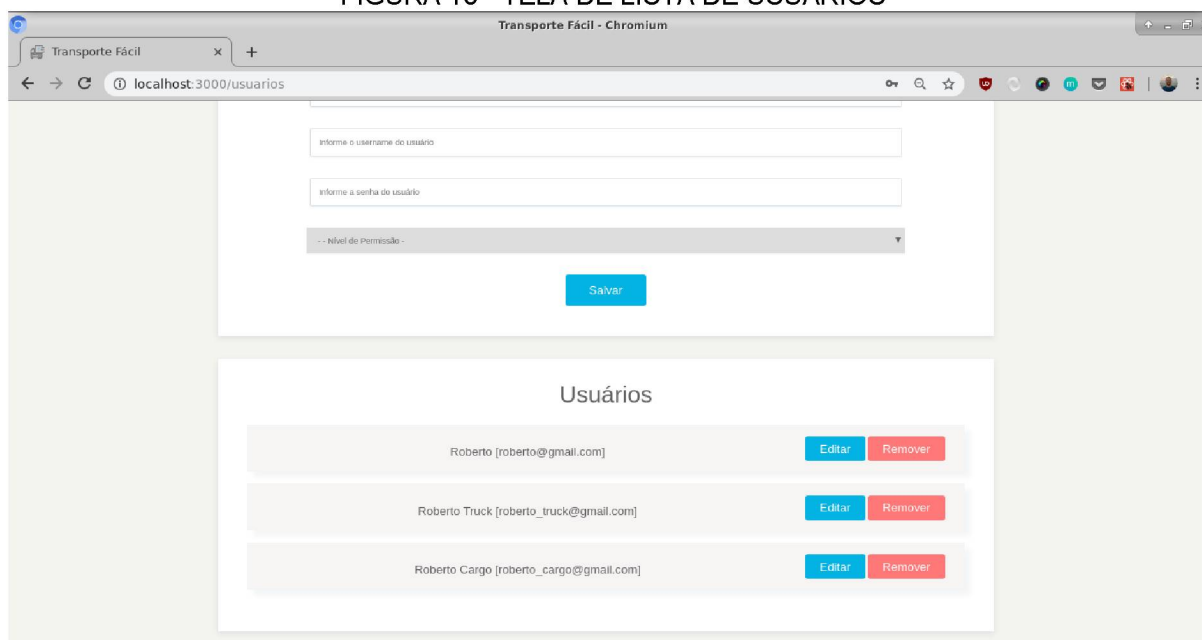 FIGURA 10 - TELA DE LISTA DE USUÁRIOS
Transporte Fácil - Chromium
Transporte Fácil
localhost:3000/usuarios
Informe o username do usuário
Informe a senha do usuário
- - Nível de Permissão -
Salvar
Usuários
Roberto [roberto@gmail.com] Editar Remover
Roberto Truck [roberto_truck@gmail.com] Editar Remover
Roberto Cargo [roberto_cargo@gmail.com] Editar Remover